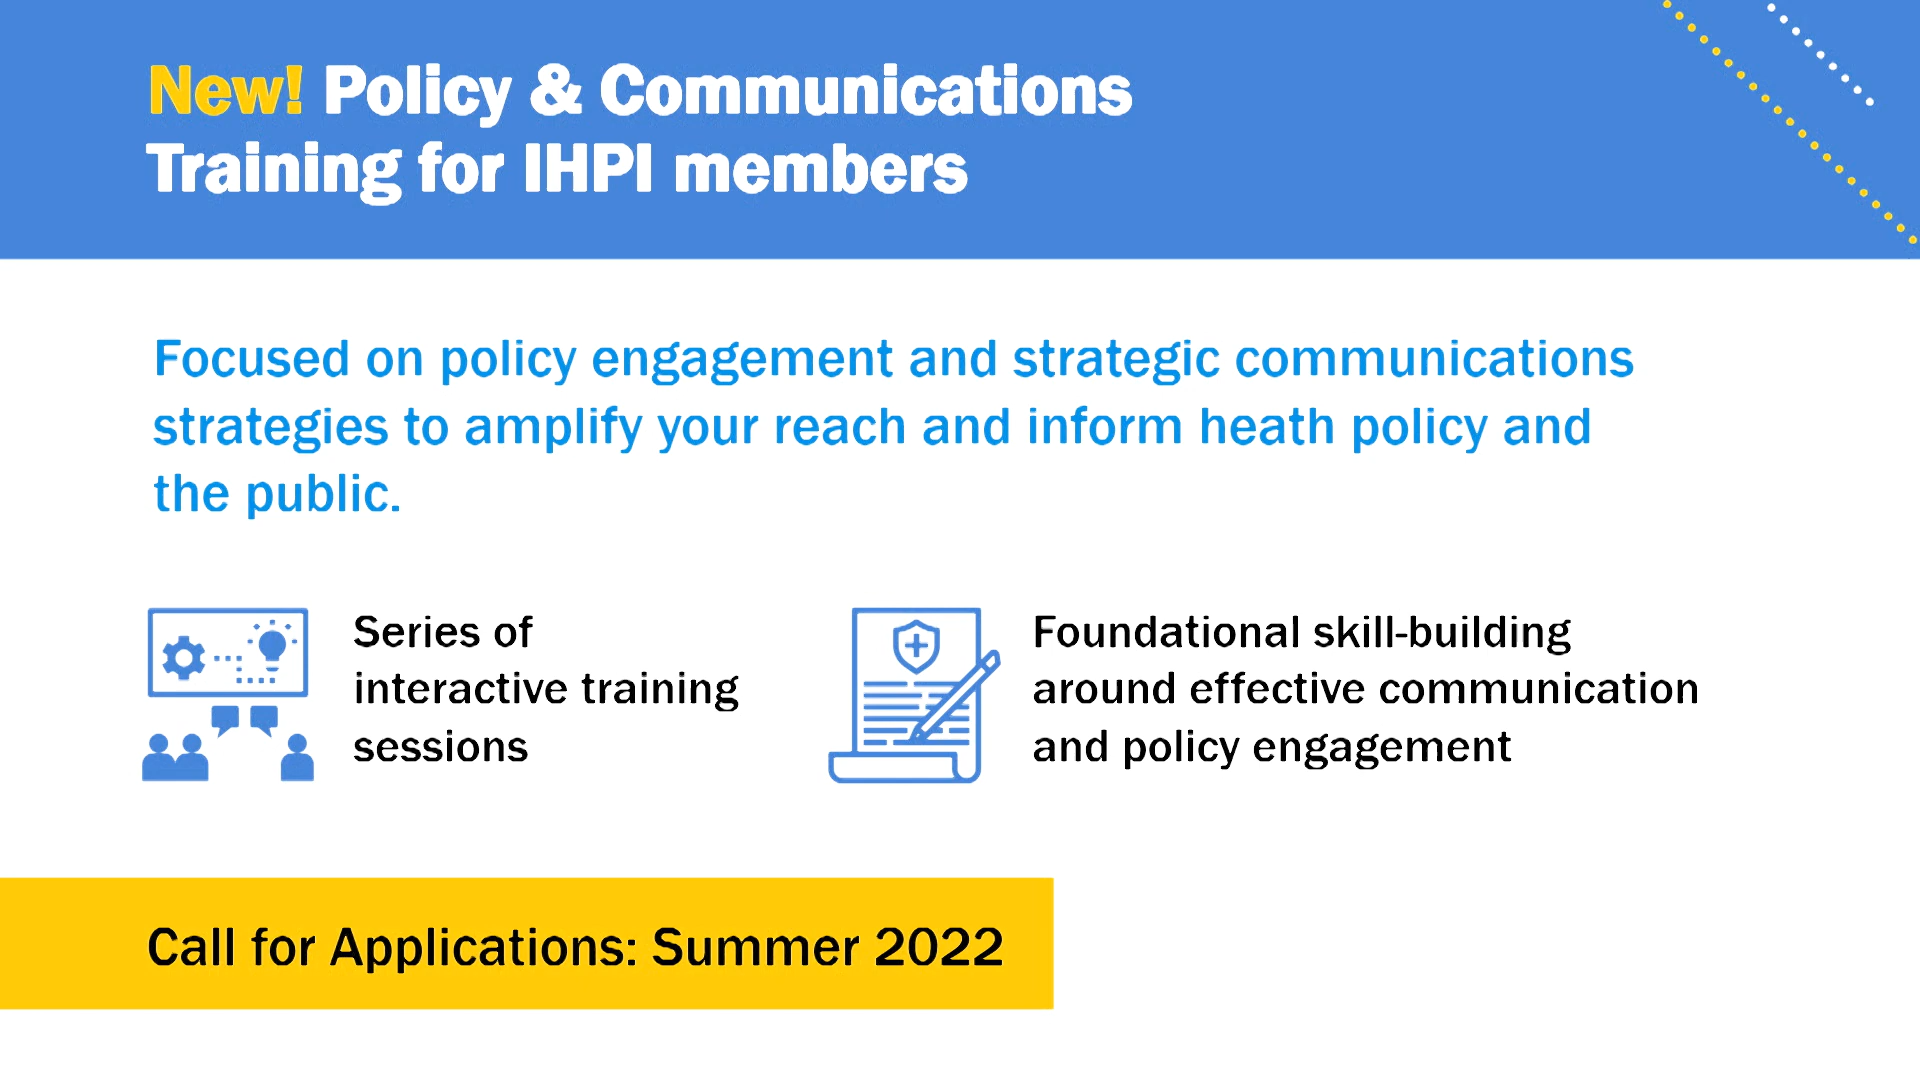 New! Policy & Communications
Training for IHPI members
Focused on policy engagement and strategic communications
strategies to amplify your reach and inform heath policy and
the public.
Series of
interactive training
sessions
Foundational skill-building
around effective communication
and policy engagement
Call for Applications: Summer 2022